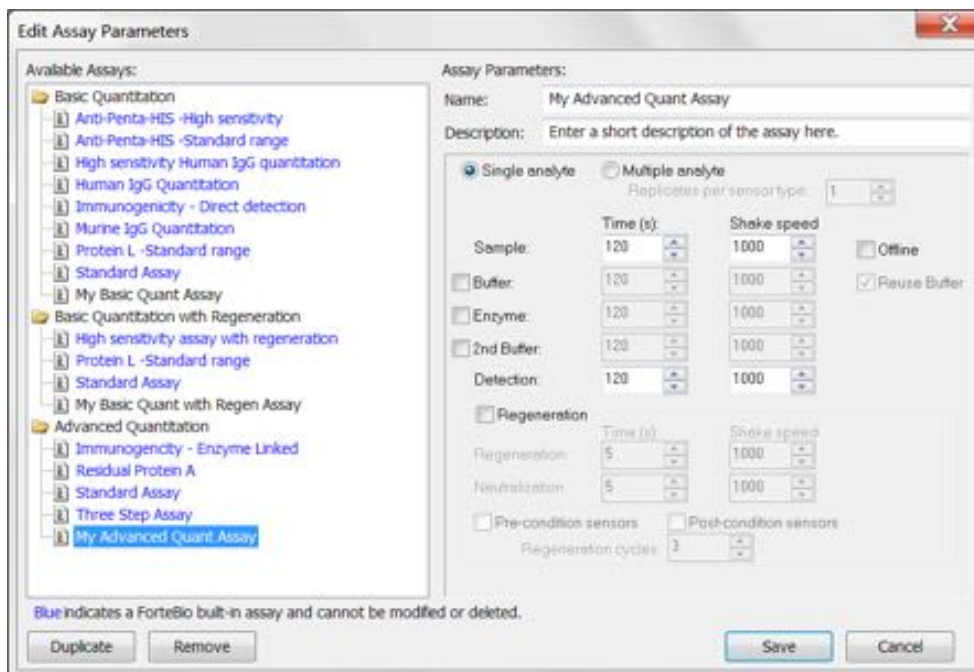 Edit Assay Parameters
Available Assays:
Basic Quantitation
Anti-Penta-HIS -High sensitivity
Anti-Penta-HIS -Standard range
High sensitivity Human IgG quantitation
Human IgG Quantitation
Immunogenicity - Direct detection
Murine IgG Quantitation
Protein L -Standard range
Standard Assay
My Basic Quant Assay
Basic Quantitation with Regeneration
High sensitivity assay with regeneration
Protein L -Standard range
Standard Assay
My Basic Quant with Regen Assay
Advanced Quantitation
Immunogencity - Enzyme Linked
Residual Protein A
Standard Assay
Three Step Assay
My Advanced Quant Assay
Assay Parameters:
Name: My Advanced Quant Assay
Description: Enter a short description of the assay here.
Single analyte Multiple analyte
Replicates per sensor type: 1
Time (s): Shake speed
Sample: 120 1000 Offline
Buffer: 120 1000 Reuse Buffer
Enzyme: 120 1000
2nd Buffer: 120 1000
Detection: 120 1000
Regeneration
Time (s) Shake speed
Regeneration: 5 1000
Neutralization: 5 1000
Pre-condition sensors Post-condition sensors
Regeneration cycles: 3
Blue indicates a ForteBio built-in assay and cannot be modified or deleted.
Duplicate Remove Save Cancel